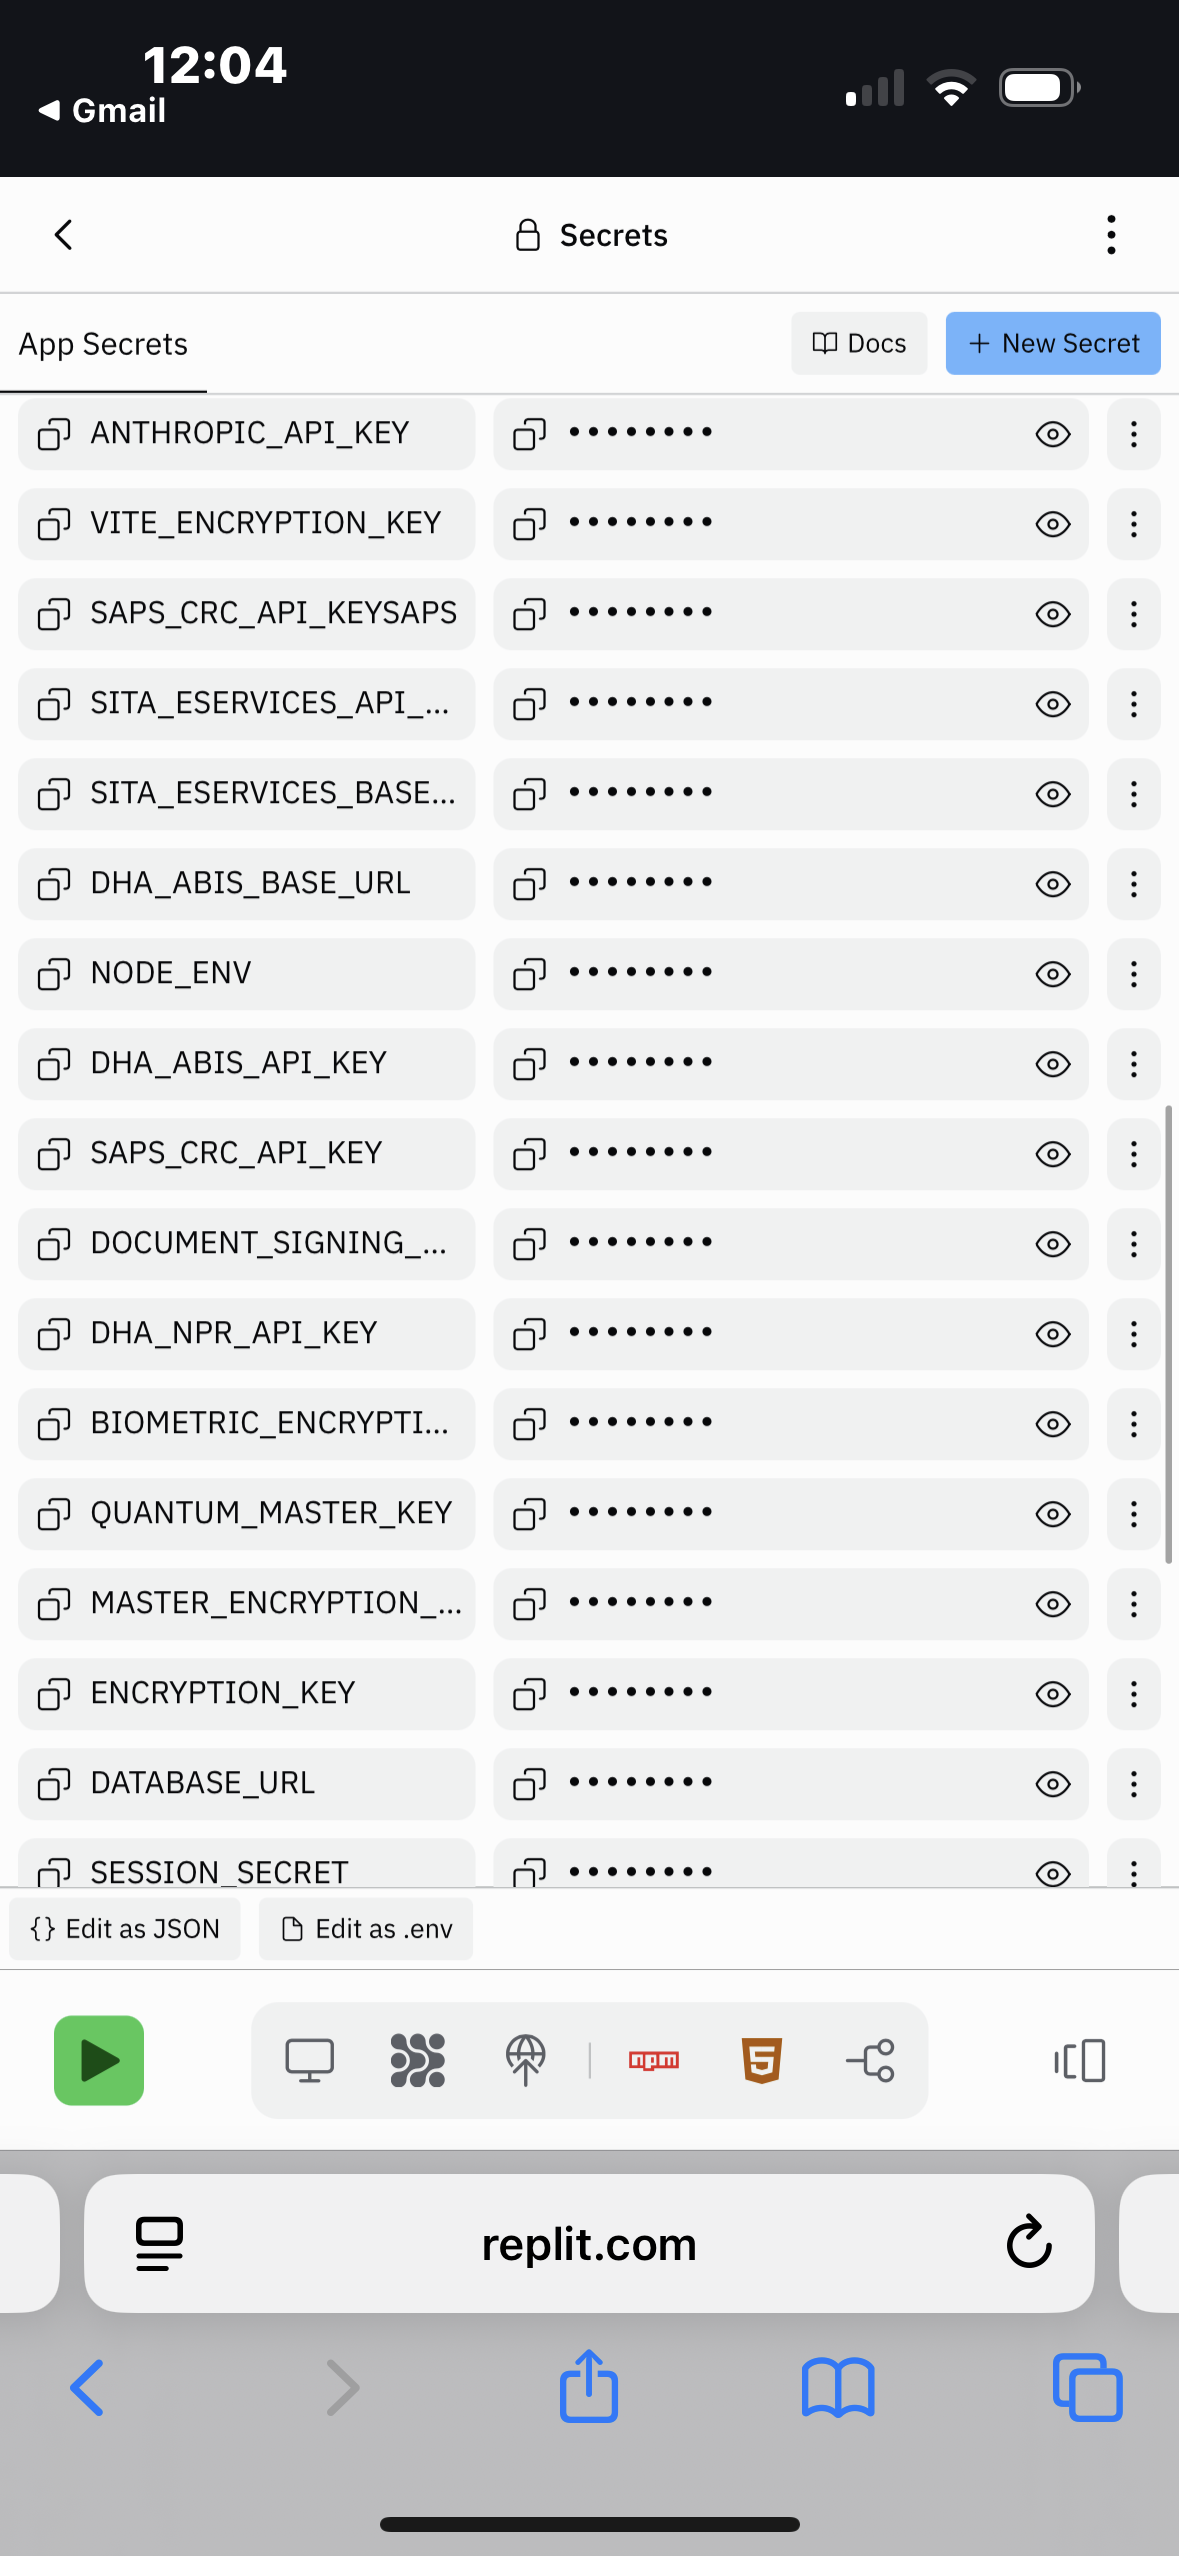 12:04
Gmail
Secrets
App Secrets
Docs
New Secret
ANTHROPIC_API_KEY
VITE_ENCRYPTION_KEY
SAPS_CRC_API_KEYSAPS
SITA_ESERVICES_API_...
SITA_ESERVICES_BASE...
DHA_ABIS_BASE_URL
NODE_ENV
DHA_ABIS_API_KEY
SAPS_CRC_API_KEY
DOCUMENT_SIGNING_...
DHA_NPR_API_KEY
BIOMETRIC_ENCRYPTI...
QUANTUM_MASTER_KEY
MASTER_ENCRYPTION_...
ENCRYPTION_KEY
DATABASE_URL
SESSION_SECRET
{} Edit as JSON
Edit as .env
npm
5
replit.com